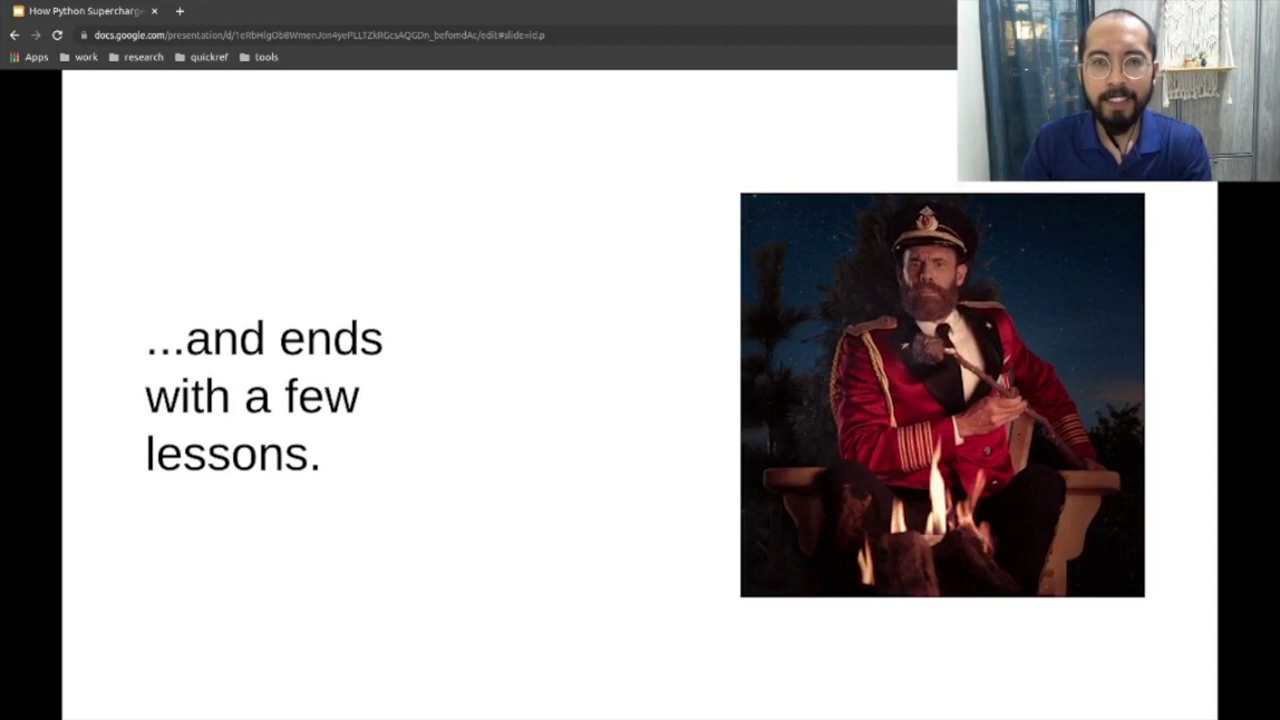 How Python Supercharge
docs.google.com/presentation/d/1eRbHlgOb8WmenJon4yePLLTZkRGcsAQGDn_befomdAc/edit#slide=id.p
Apps work research quickref tools
...and ends
with a few
lessons.